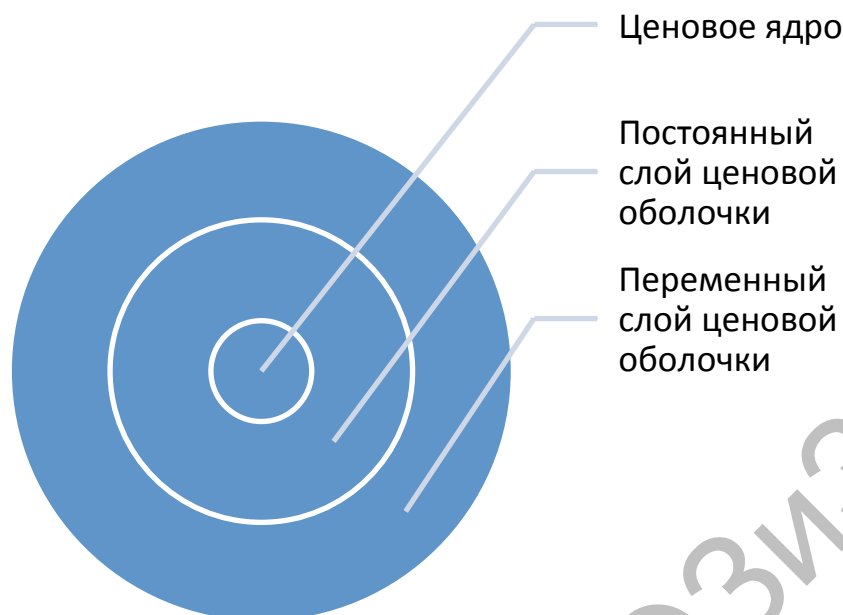 Ценовое ядро
Постоянный
слой ценовой
оболочки
Переменный
слой ценовой
оболочки